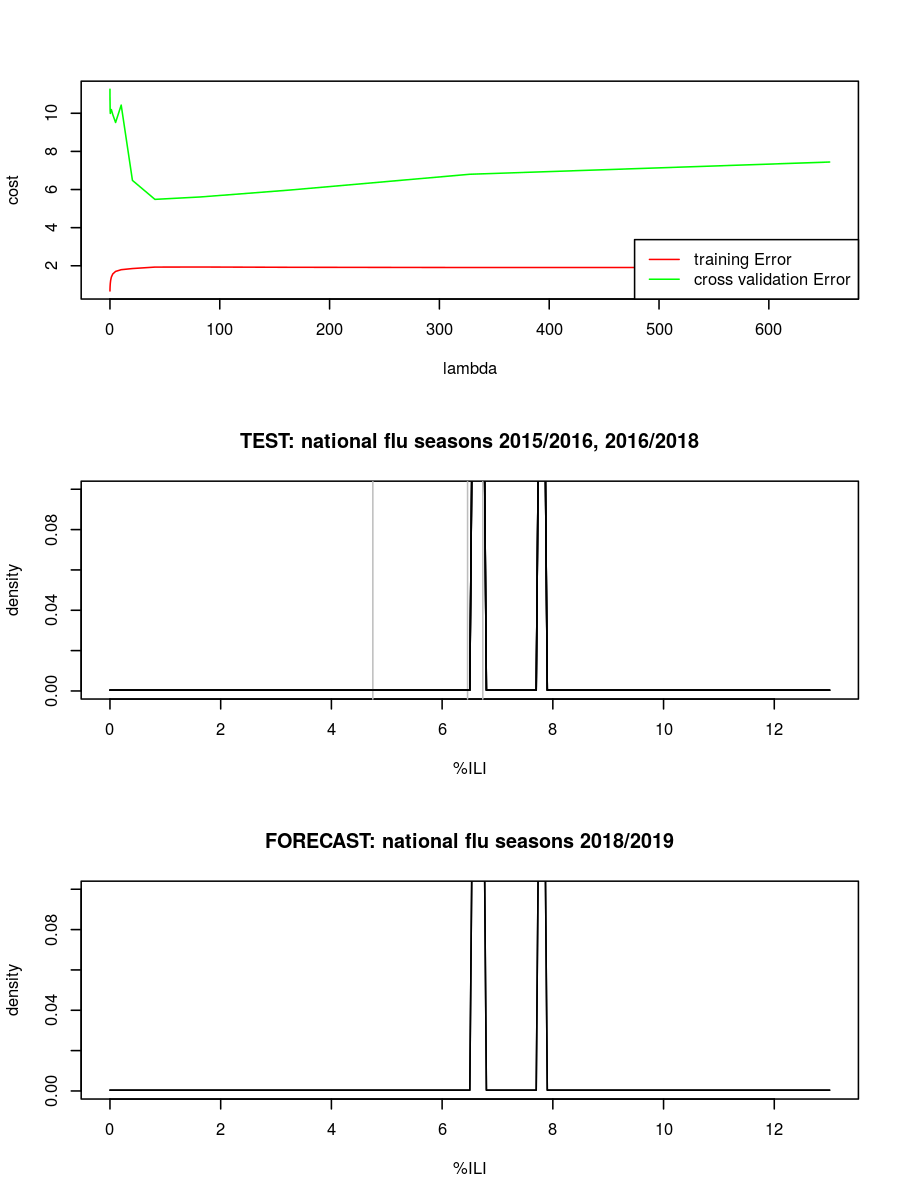 10
8
6
4
2
cost
training Error
cross validation Error
0 100 200 300 400 500 600
lambda
TEST: national flu seasons 2015/2016, 2016/2018
0.08
0.04
0.00
density
0 2 4 6 8 10 12
%ILI
FORECAST: national flu seasons 2018/2019
0.08
0.04
0.00
density
0 2 4 6 8 10 12
%ILI